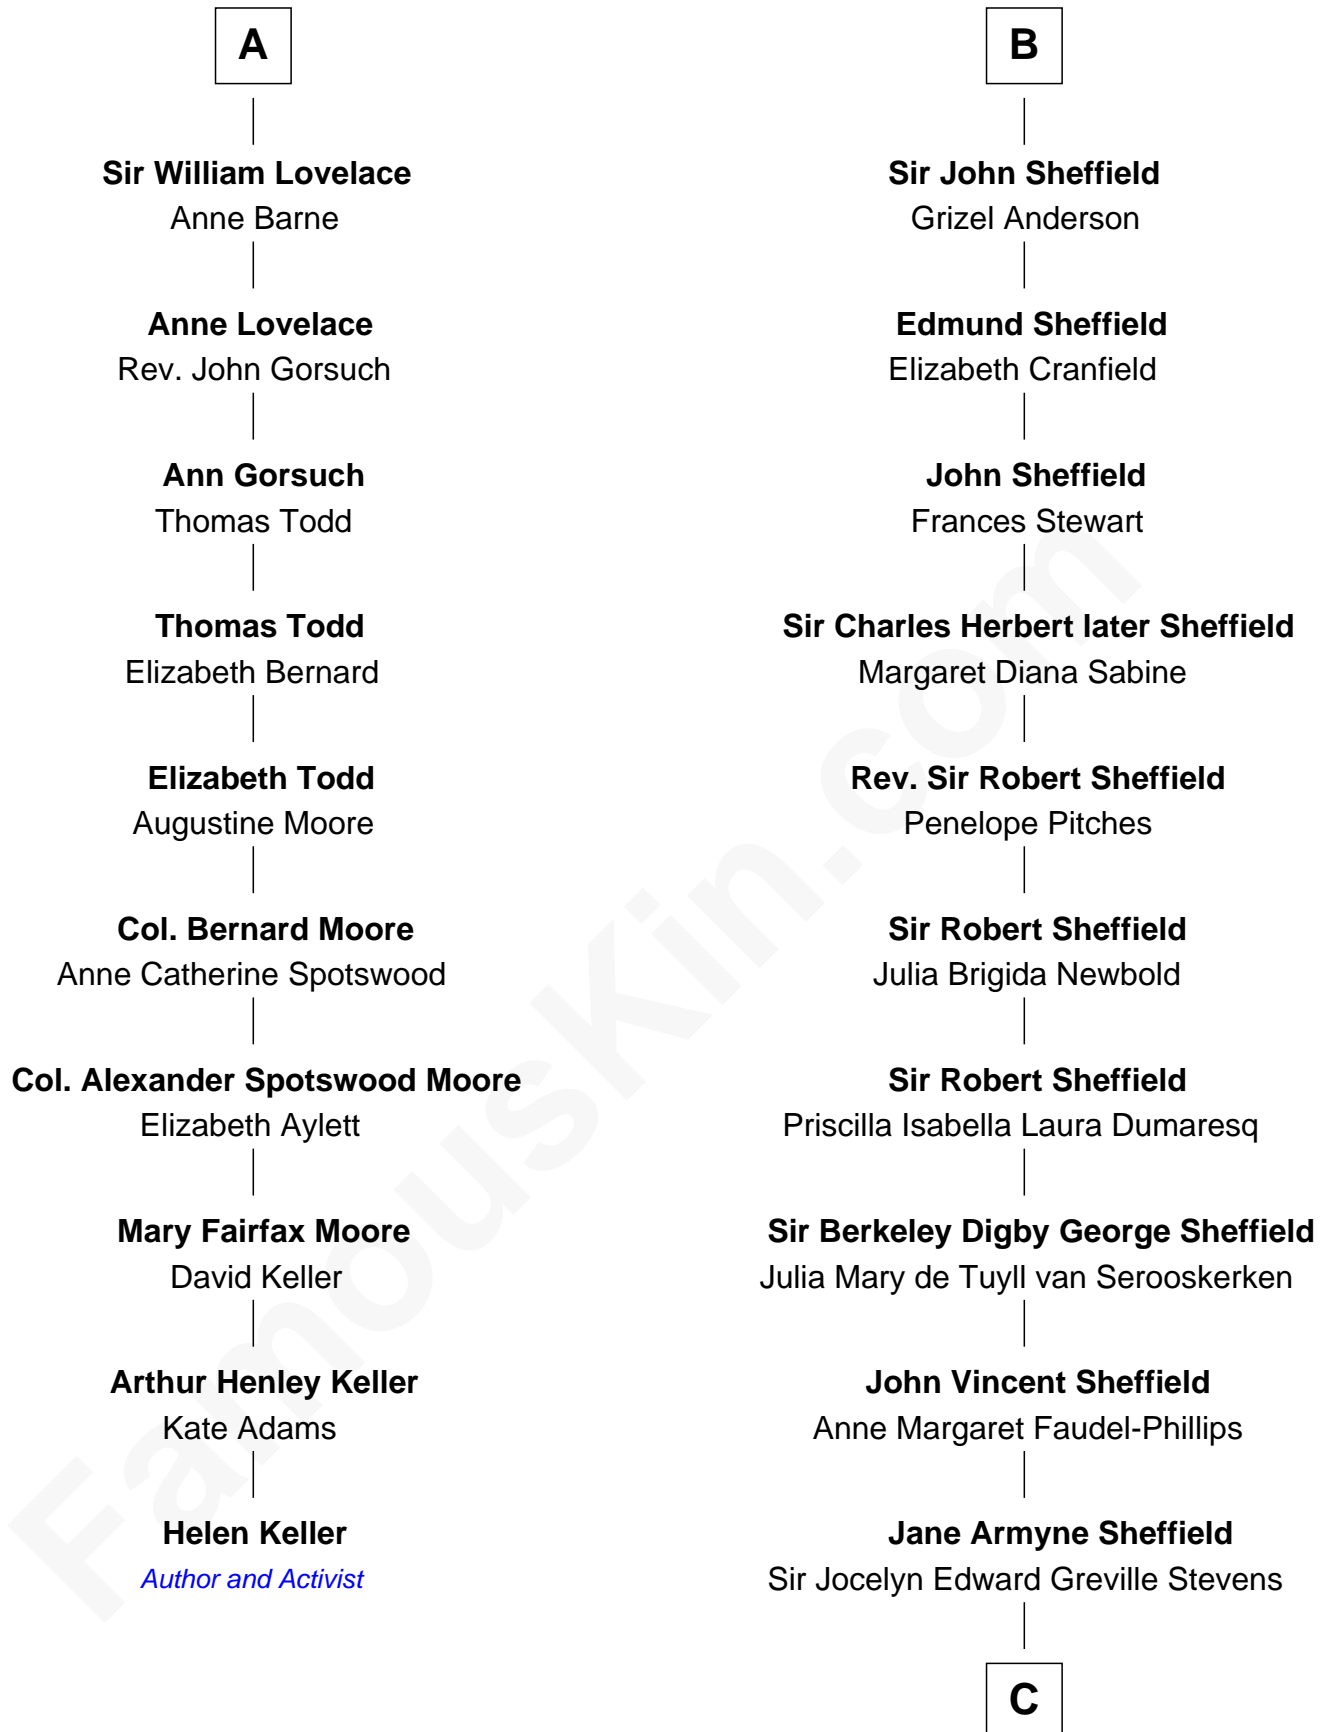 A
Sir William Lovelace
Anne Barne
Anne Lovelace
Rev. John Gorsuch
Ann Gorsuch
Thomas Todd
Thomas Todd
Elizabeth Bernard
Elizabeth Todd
Augustine Moore
Col. Bernard Moore
Anne Catherine Spotswood
Col. Alexander Spotswood Moore
Elizabeth Aylett
Mary Fairfax Moore
David Keller
Arthur Henley Keller
Kate Adams
Helen Keller
Author and Activist
B
Sir John Sheffield
Grizel Anderson
Edmund Sheffield
Elizabeth Cranfield
John Sheffield
Frances Stewart
Sir Charles Herbert later Sheffield
Margaret Diana Sabine
Rev. Sir Robert Sheffield
Penelope Pitches
Sir Robert Sheffield
Julia Brigida Newbold
Sir Robert Sheffield
Priscilla Isabella Laura Dumaresq
Sir Berkeley Digby George Sheffield
Julia Mary de Tuyll van Serooskerken
John Vincent Sheffield
Anne Margaret Faudel-Phillips
Jane Armyne Sheffield
Sir Jocelyn Edward Greville Stevens
C
FamousKin.com